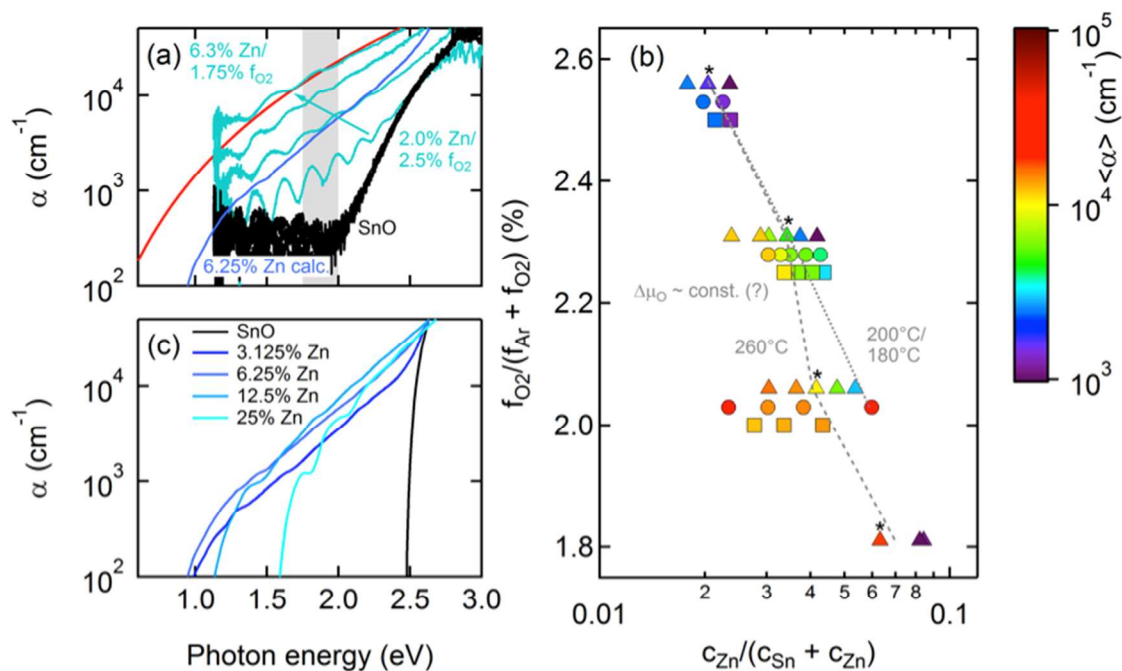 (a)
6.3% Zn/
1.75% fO2
2.0% Zn/
2.5% fO2
SnO
6.25% Zn calc.
α (cm-1)
10^4
10^3
10^2
(c)
SnO
3.125% Zn
6.25% Zn
12.5% Zn
25% Zn
α (cm-1)
10^4
10^3
10^2
1.0
1.5
2.0
2.5
3.0
Photon energy (eV)
(b)
fO2/(fAr + fO2) (%)
2.6
2.4
2.2
2.0
1.8
*
*
*
*
ΔμO ~ const. (?)
260°C
200°C/
180°C
0.01
2
3
4
5
6
7
8
0.1
cZn/(cSn + cZn)
10^5
10^4
10^3
<α> (cm-1)